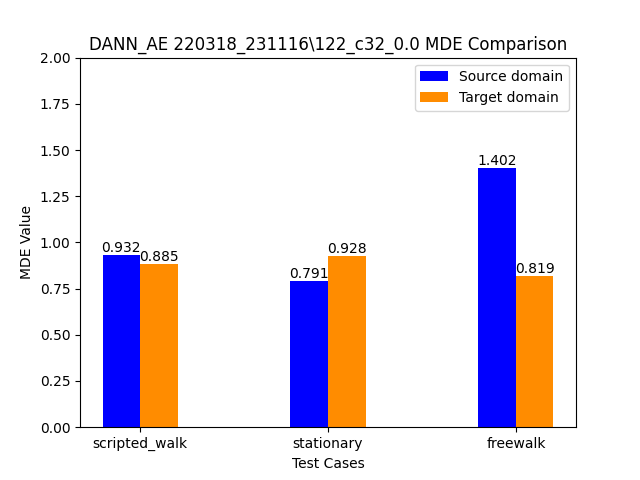 DANN_AE 220318_231116\122_c32_0.0 MDE Comparison
2.00
1.75
1.50
1.25
1.00
0.75
0.50
0.25
0.00
MDE Value
Source domain
Target domain
0.932
0.885
0.791
0.928
1.402
0.819
scripted_walk
stationary
freewalk
Test Cases